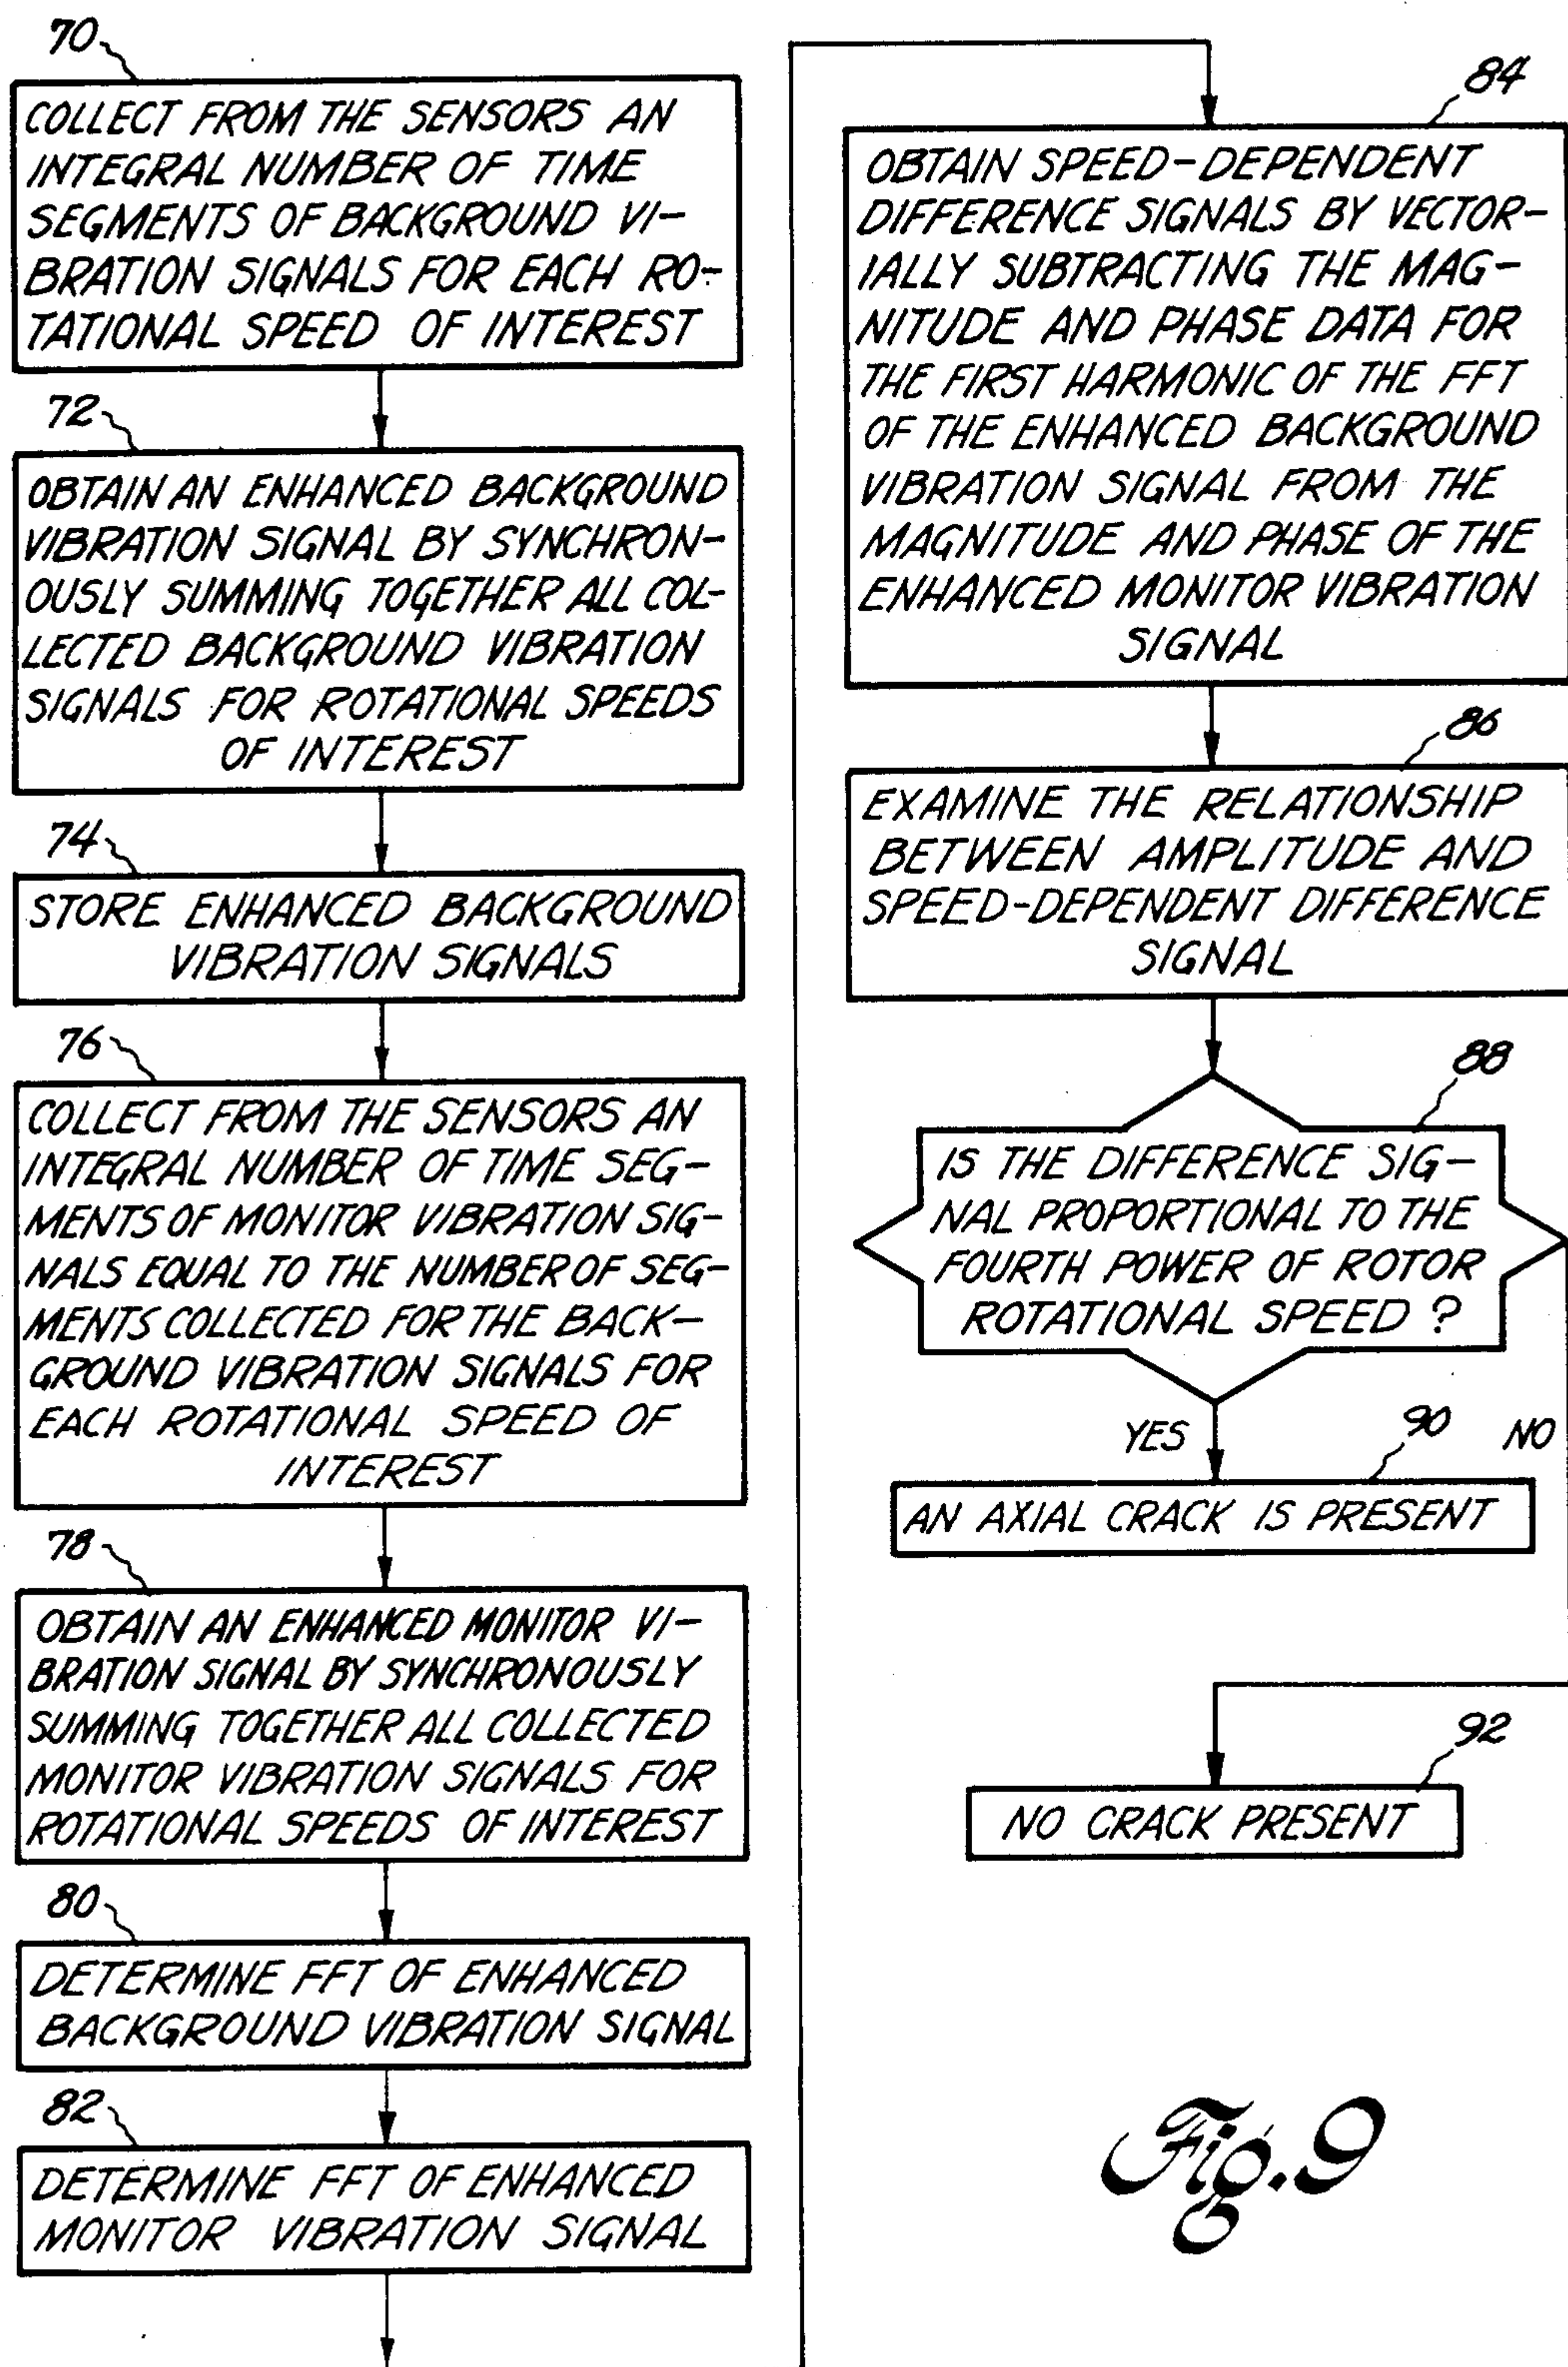 70
COLLECT FROM THE SENSORS AN
INTEGRAL NUMBER OF TIME
SEGMENTS OF BACKGROUND VI-
BRATION SIGNALS FOR EACH RO-
TATIONAL SPEED OF INTEREST
72
OBTAIN AN ENHANCED BACKGROUND
VIBRATION SIGNAL BY SYNCHRON-
OUSLY SUMMING TOGETHER ALL COL-
LECTED BACKGROUND VIBRATION
SIGNALS FOR ROTATIONAL SPEEDS
OF INTEREST
74
STORE ENHANCED BACKGROUND
VIBRATION SIGNALS
76
COLLECT FROM THE SENSORS AN
INTEGRAL NUMBER OF TIME SEG-
MENTS OF MONITOR VIBRATION SIG-
NALS EQUAL TO THE NUMBER OF SEG-
MENTS COLLECTED FOR THE BACK-
GROUND VIBRATION SIGNALS FOR
EACH ROTATIONAL SPEED OF
INTEREST
78
OBTAIN AN ENHANCED MONITOR VI-
BRATION SIGNAL BY SYNCHRONOUSLY
SUMMING TOGETHER ALL COLLECTED
MONITOR VIBRATION SIGNALS FOR
ROTATIONAL SPEEDS OF INTEREST
80
DETERMINE FFT OF ENHANCED
BACKGROUND VIBRATION SIGNAL
82
DETERMINE FFT OF ENHANCED
MONITOR VIBRATION SIGNAL
84
OBTAIN SPEED-DEPENDENT
DIFFERENCE SIGNALS BY VECTOR-
IALLY SUBTRACTING THE MAG-
NITUDE AND PHASE DATA FOR
THE FIRST HARMONIC OF THE FFT
OF THE ENHANCED BACKGROUND
VIBRATION SIGNAL FROM THE
MAGNITUDE AND PHASE OF THE
ENHANCED MONITOR VIBRATION
SIGNAL
86
EXAMINE THE RELATIONSHIP
BETWEEN AMPLITUDE AND
SPEED-DEPENDENT DIFFERENCE
SIGNAL
88
IS THE DIFFERENCE SIG-
NAL PROPORTIONAL TO THE
FOURTH POWER OF ROTOR
ROTATIONAL SPEED ?
YES
90
NO
AN AXIAL CRACK IS PRESENT
92
NO CRACK PRESENT
Fig. 9